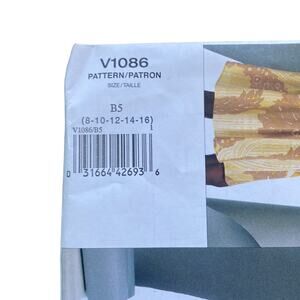 V1086
PATTERN/PATRON
SIZE/TAILLE
B5
(8-10-12-14-16)
V1086/B5 1
0 31664 42693 6